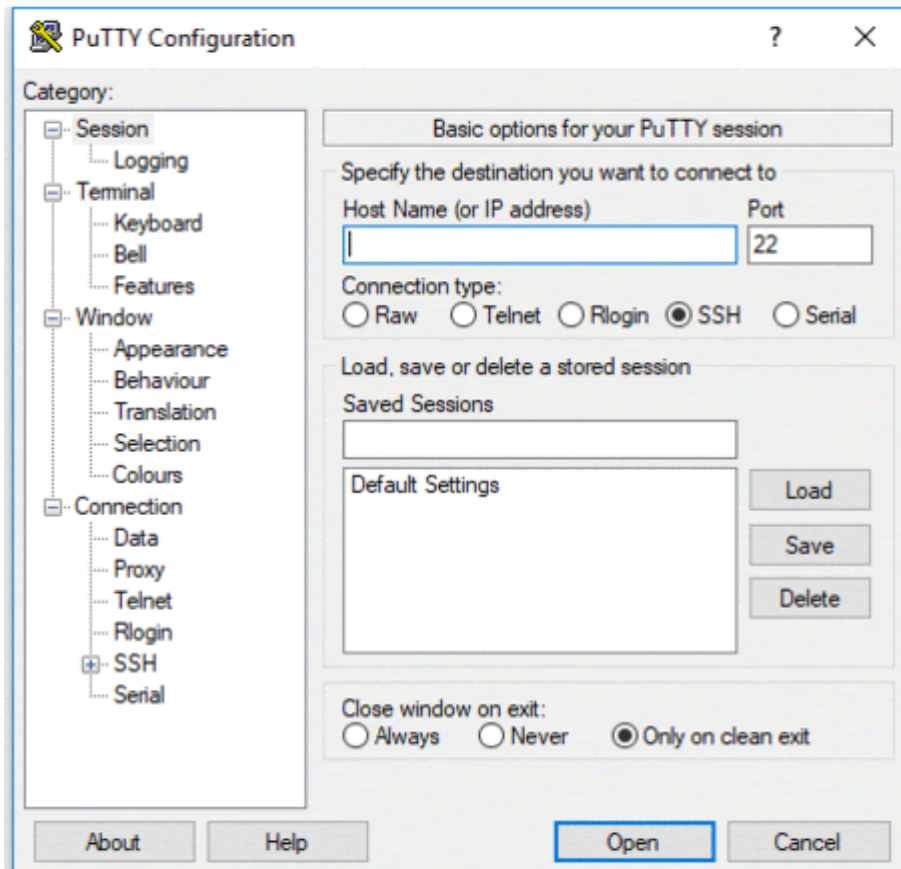 PuTTY Configuration ? ×
Category:
Session
Logging
Terminal
Keyboard
Bell
Features
Window
Appearance
Behaviour
Translation
Selection
Colours
Connection
Data
Proxy
Telnet
Rlogin
SSH
Serial
Basic options for your PuTTY session
Specify the destination you want to connect to
Host Name (or IP address) Port
22
Connection type:
Raw Telnet Rlogin SSH Serial
Load, save or delete a stored session
Saved Sessions
Default Settings
Load
Save
Delete
Close window on exit:
Always Never Only on clean exit
About Help Open Cancel